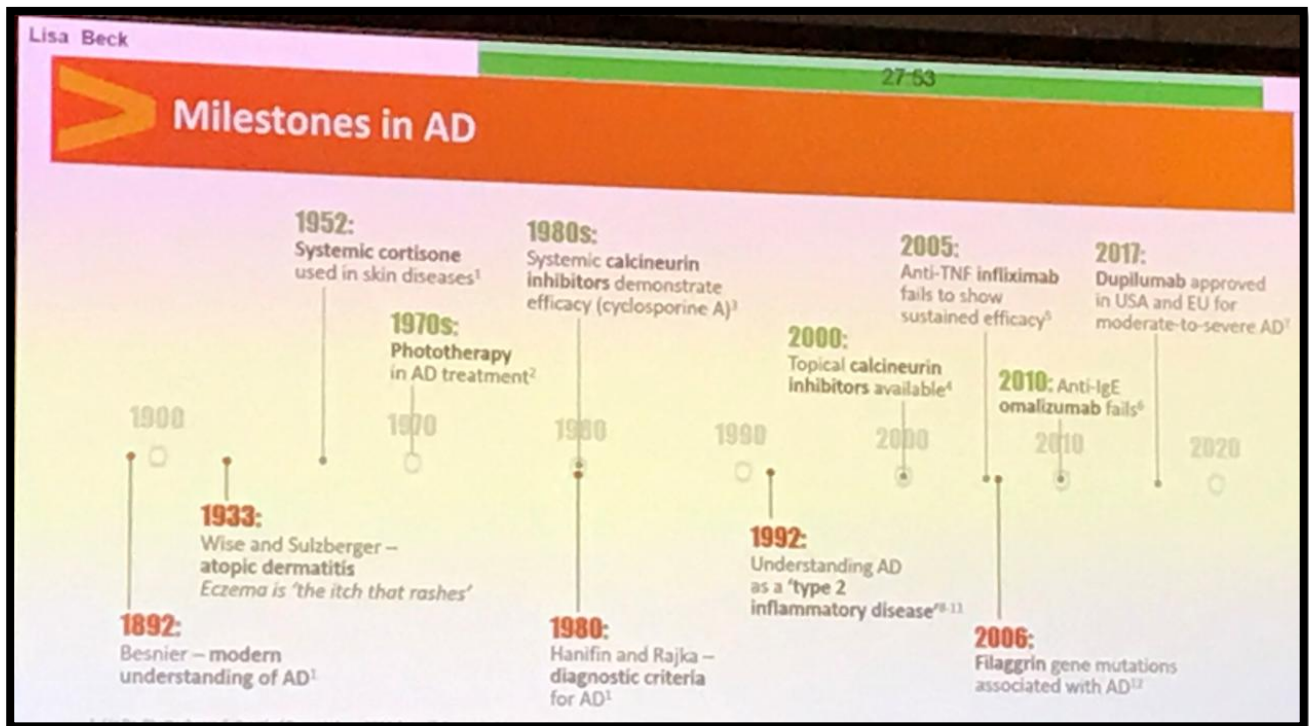 Lisa Beck
27:53
Milestones in AD
1952:
Systemic cortisone
used in skin diseases¹
1980s:
Systemic calcineurin
inhibitors demonstrate
efficacy (cyclosporine A)³
2005:
Anti-TNF infliximab
fails to show
sustained efficacy⁵
2017:
Dupilumab approved
in USA and EU for
moderate-to-severe AD⁷
1970s:
Phototherapy
in AD treatment²
2000:
Topical calcineurin
inhibitors available⁴
2010: Anti-IgE
omalizumab fails⁶
1900
1970
1980
1990
2000
2010
2020
1933:
Wise and Sulzberger –
atopic dermatitis
Eczema is ‘the itch that rashes’
1992:
Understanding AD
as a ‘type 2
inflammatory disease’⁸⁻¹¹
1892:
Besnier – modern
understanding of AD¹
1980:
Hanifin and Rajka –
diagnostic criteria
for AD¹
2006:
Filaggrin gene mutations
associated with AD¹²